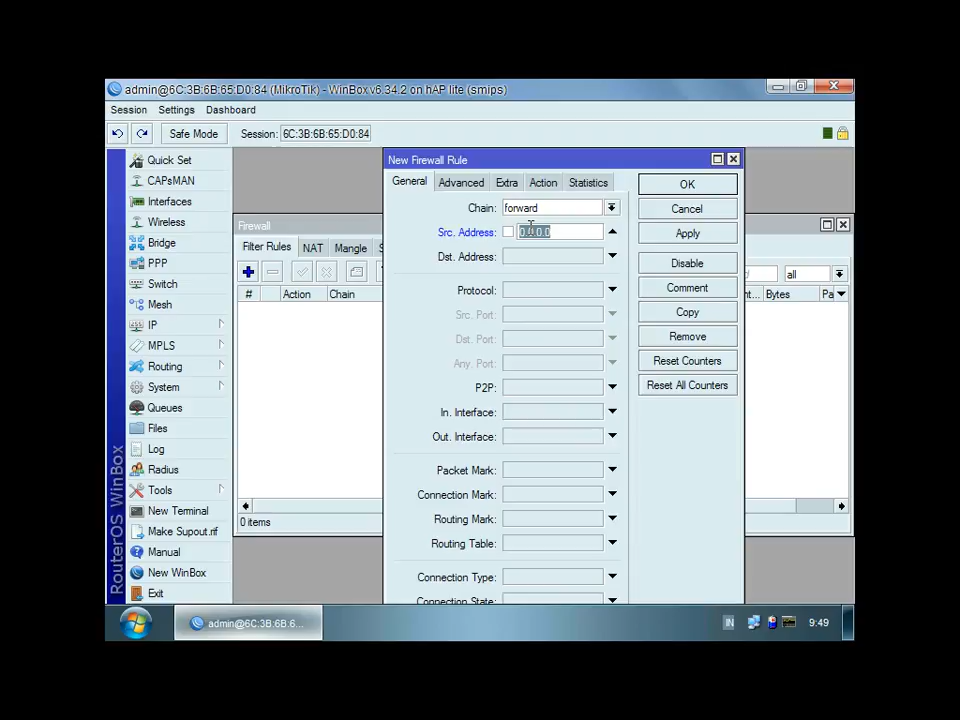 admin@6C:3B:6B:65:D0:84 (MikroTik) - WinBox v6.34.2 on hAP lite (smips)
Session Settings Dashboard
Safe Mode Session: 6C:3B:6B:65:D0:84
Quick Set
CAPsMAN
Interfaces
Wireless
Bridge
PPP
Switch
Mesh
IP
MPLS
Routing
System
Queues
Files
Log
Radius
Tools
New Terminal
Make Supout.rif
Manual
New WinBox
Exit
RouterOS WinBox
Firewall
Filter Rules NAT Mangle
# Action Chain
0 items
all
Bytes
New Firewall Rule
General Advanced Extra Action Statistics
Chain: forward
Src. Address: 0.0.0.0
Dst. Address:
Protocol:
Src. Port:
Dst. Port:
Any. Port:
P2P:
In. Interface:
Out. Interface:
Packet Mark:
Connection Mark:
Routing Mark:
Routing Table:
Connection Type:
Connection State:
OK
Cancel
Apply
Disable
Comment
Copy
Remove
Reset Counters
Reset All Counters
admin@6C:3B:6B:6...
IN
9:49